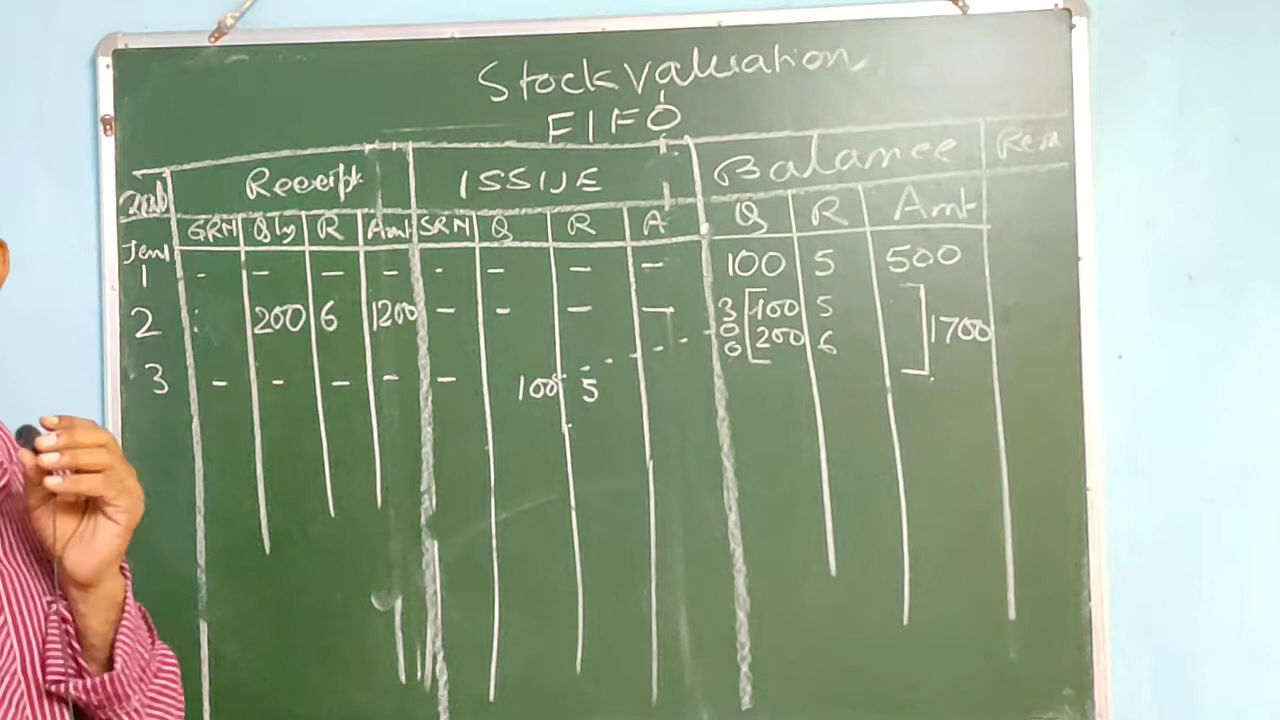 Stock Valuation
FIFO
Receipt ISSUE Balance Rem
GRN Qty R Amt SRN Q R A Q R Amt
1 - - - - - - - - 100 5 500
2 200 6 1200 - - - - 300 [100 5 ] 1700
200 6
3 - - - - - 100 5